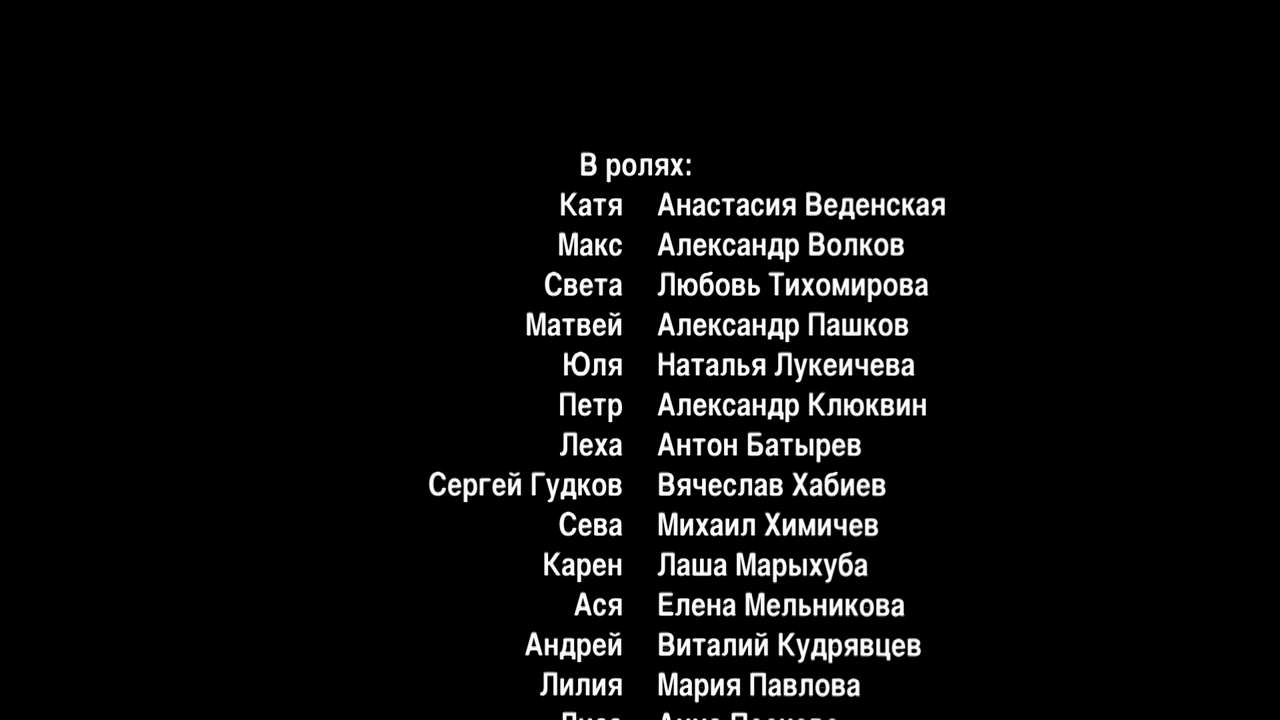 В ролях:
Катя Анастасия Веденская
Макс Александр Волков
Света Любовь Тихомирова
Матвей Александр Пашков
Юля Наталья Лукеичева
Петр Александр Клюквин
Леха Антон Батырев
Сергей Гудков Вячеслав Хабиев
Сева Михаил Химичев
Карен Лаша Марыхуба
Ася Елена Мельникова
Андрей Виталий Кудрявцев
Лилия Мария Павлова